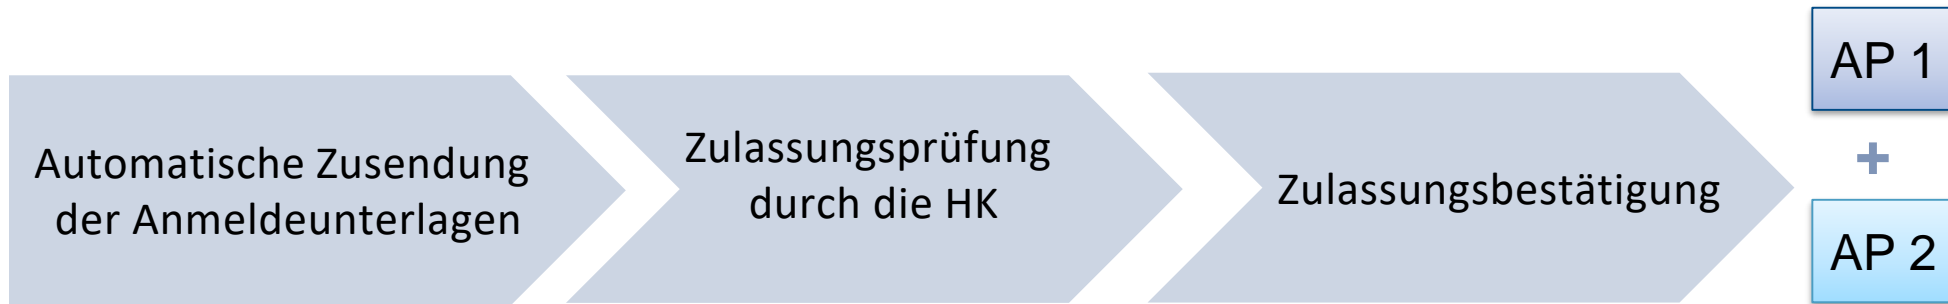 Automatische Zusendung
der Anmeldeunterlagen
Zulassungsprüfung
durch die HK
Zulassungsbestätigung
AP 1
+
AP 2